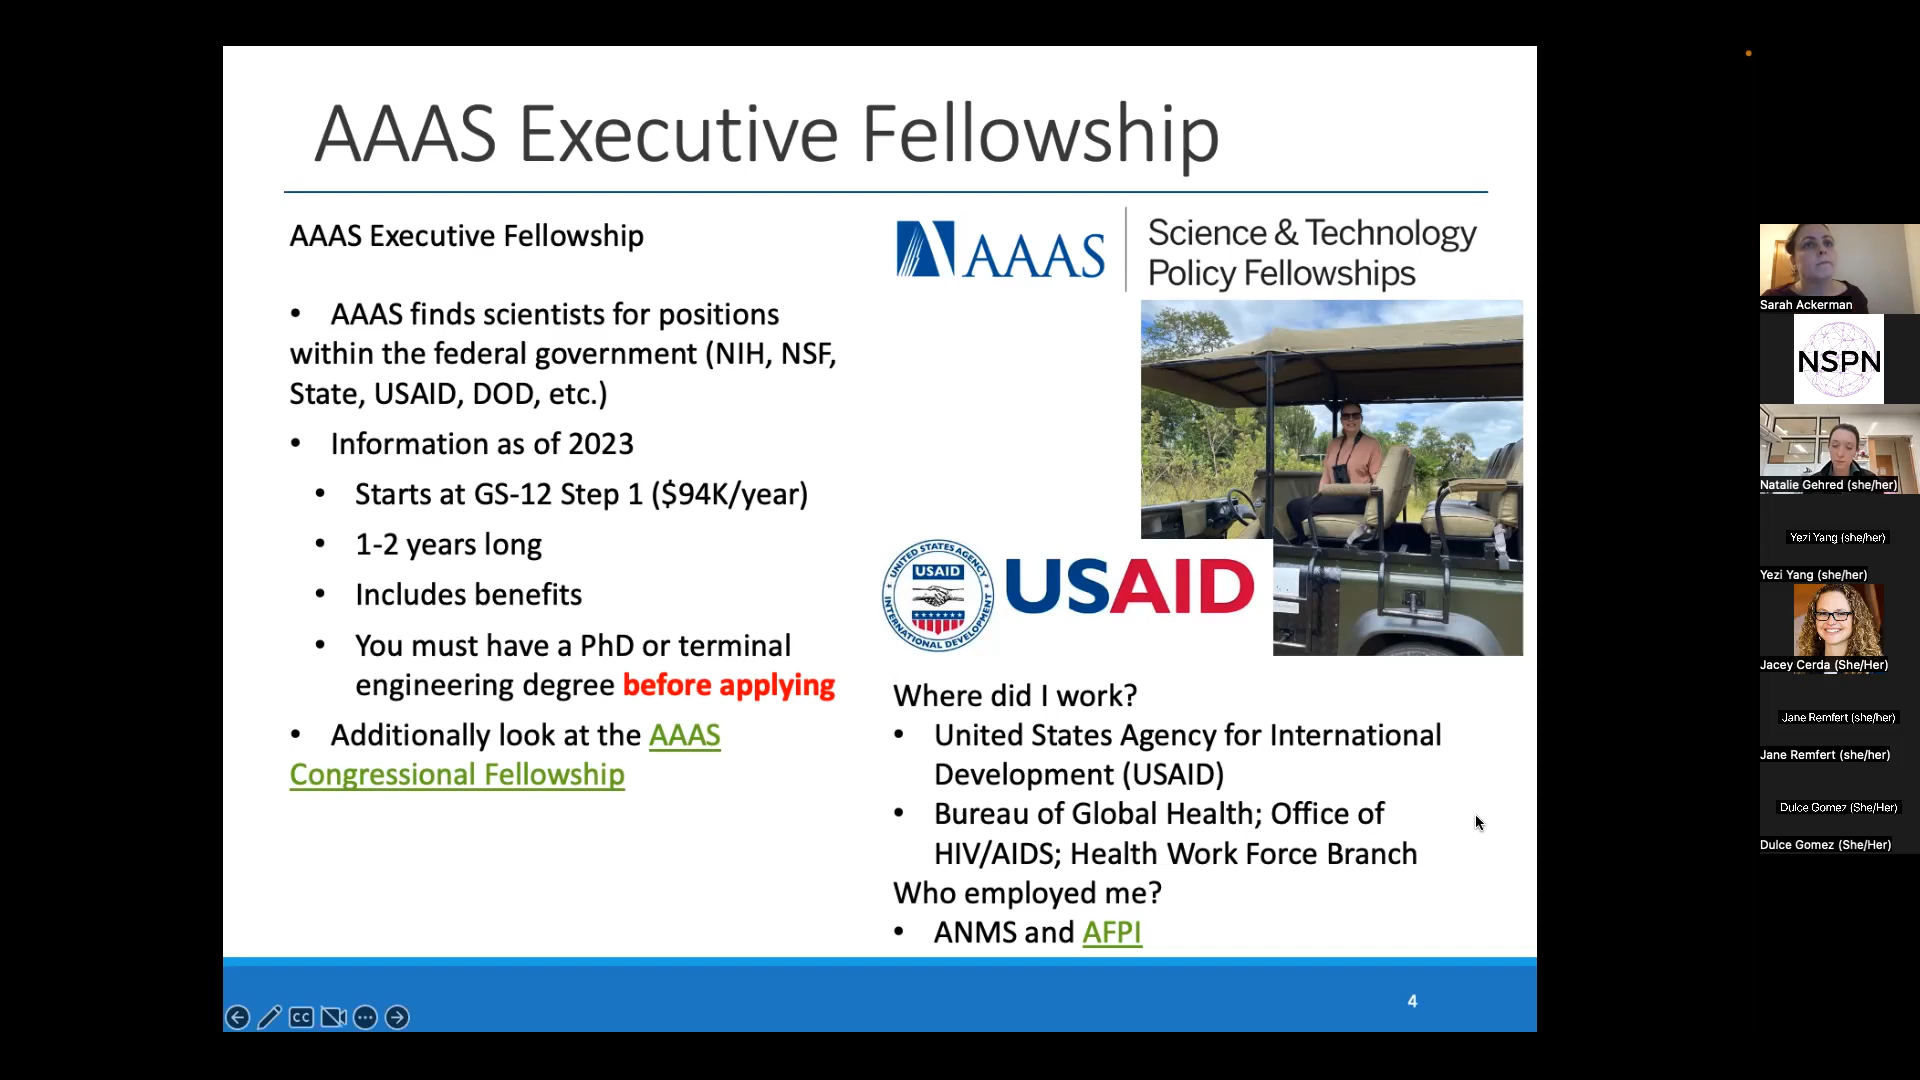 AAAS Executive Fellowship
AAAS Executive Fellowship
• AAAS finds scientists for positions
within the federal government (NIH, NSF,
State, USAID, DOD, etc.)
• Information as of 2023
• Starts at GS-12 Step 1 ($94K/year)
• 1-2 years long
• Includes benefits
• You must have a PhD or terminal
engineering degree before applying
• Additionally look at the AAAS
Congressional Fellowship
AAAS
Science & Technology
Policy Fellowships
UNITED STATES AGENCY
USAID
INTERNATIONAL DEVELOPMENT
USAID
Where did I work?
• United States Agency for International
Development (USAID)
• Bureau of Global Health; Office of
HIV/AIDS; Health Work Force Branch
Who employed me?
• ANMS and AFPI
4
CC
Sarah Ackerman
NSPN
Natalie Gehred (she/her)
Yezi Yang (she/her)
Yezi Yang (she/her)
Jacey Cerda (She/Her)
Jane Remfert (she/her)
Jane Remfert (she/her)
Dulce Gomez (She/Her)
Dulce Gomez (She/Her)